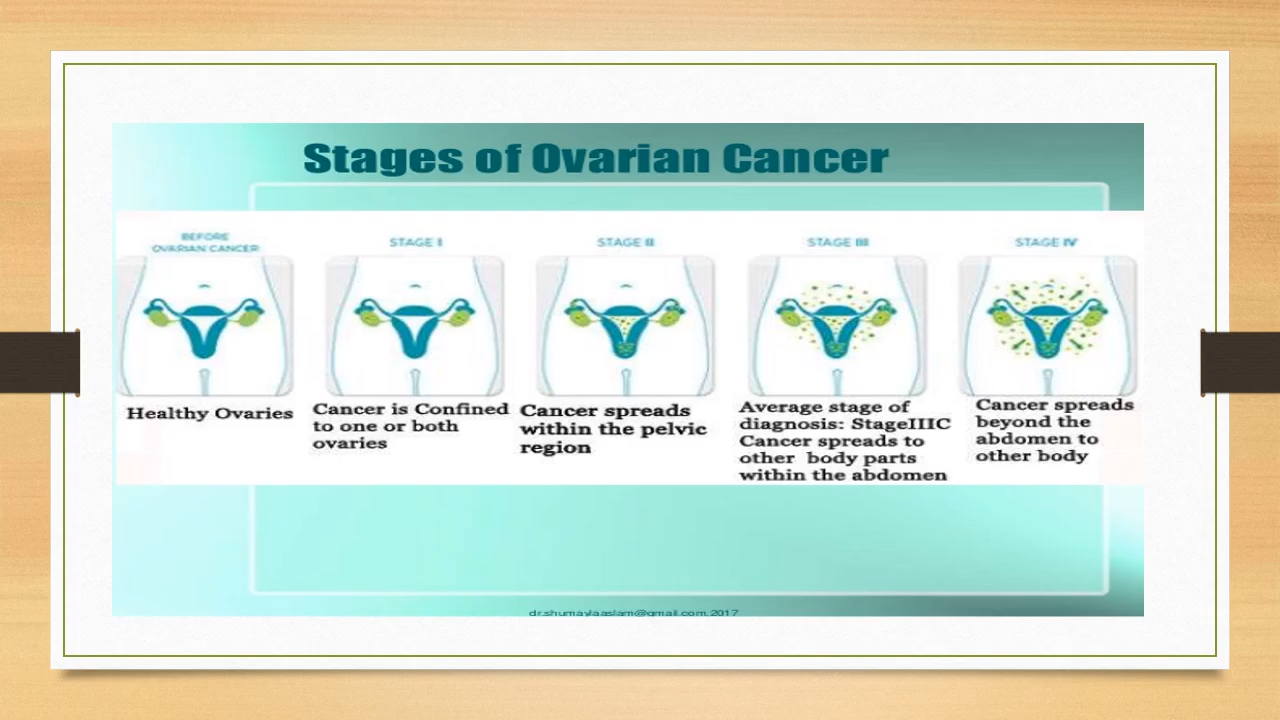 Stages of Ovarian Cancer
BEFORE
OVARIAN CANCER
STAGE I
STAGE II
STAGE III
STAGE IV
Healthy Ovaries
Cancer is Confined
to one or both
ovaries
Cancer spreads
within the pelvic
region
Average stage of
diagnosis: StageIIIC
Cancer spreads to
other body parts
within the abdomen
Cancer spreads
beyond the
abdomen to
other body
dr.shumaylaaslam@gmail.com.2017